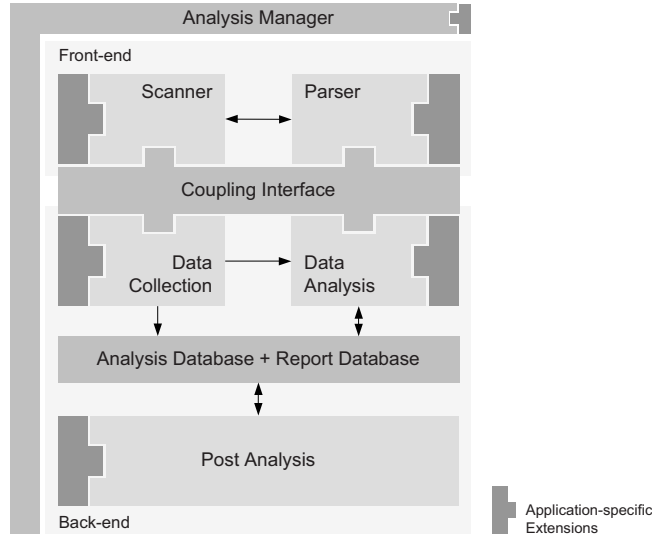 Analysis Manager
Front-end
Scanner
Parser
Coupling Interface
Data
Collection
Data
Analysis
Analysis Database + Report Database
Post Analysis
Back-end
Application-specific
Extensions